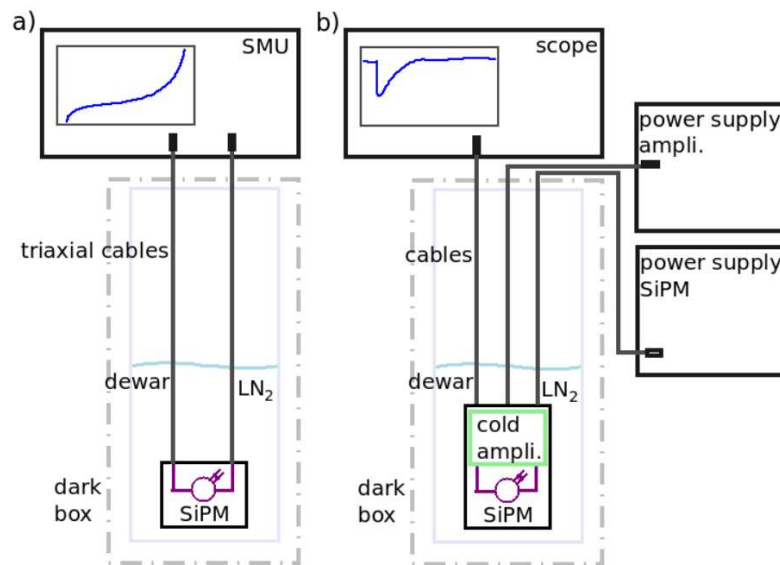 a)
SMU
triaxial cables
dewar
LN2
dark
box
SiPM
b)
scope
power supply
ampli.
power supply
SiPM
cables
dewar
LN2
cold
ampli.
dark
box
SiPM